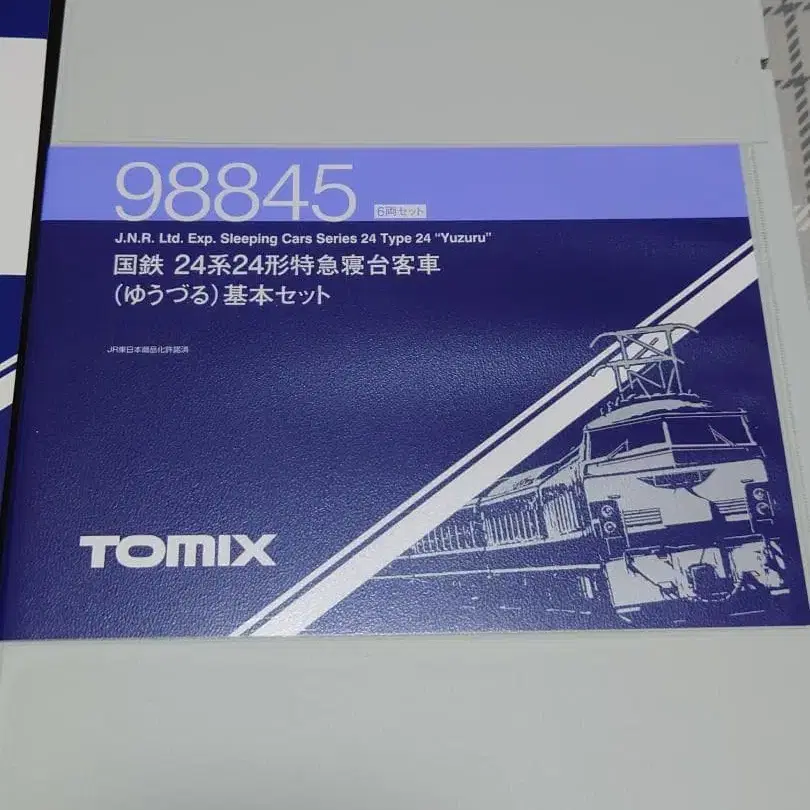 98845 6両セット
J.N.R. Ltd. Exp. Sleeping Cars Series 24 Type 24 "Yuzuru"
国鉄 24系24形特急寝台客車
(ゆうづる)基本セット
JR東日本商品化許諾済
TOMIX